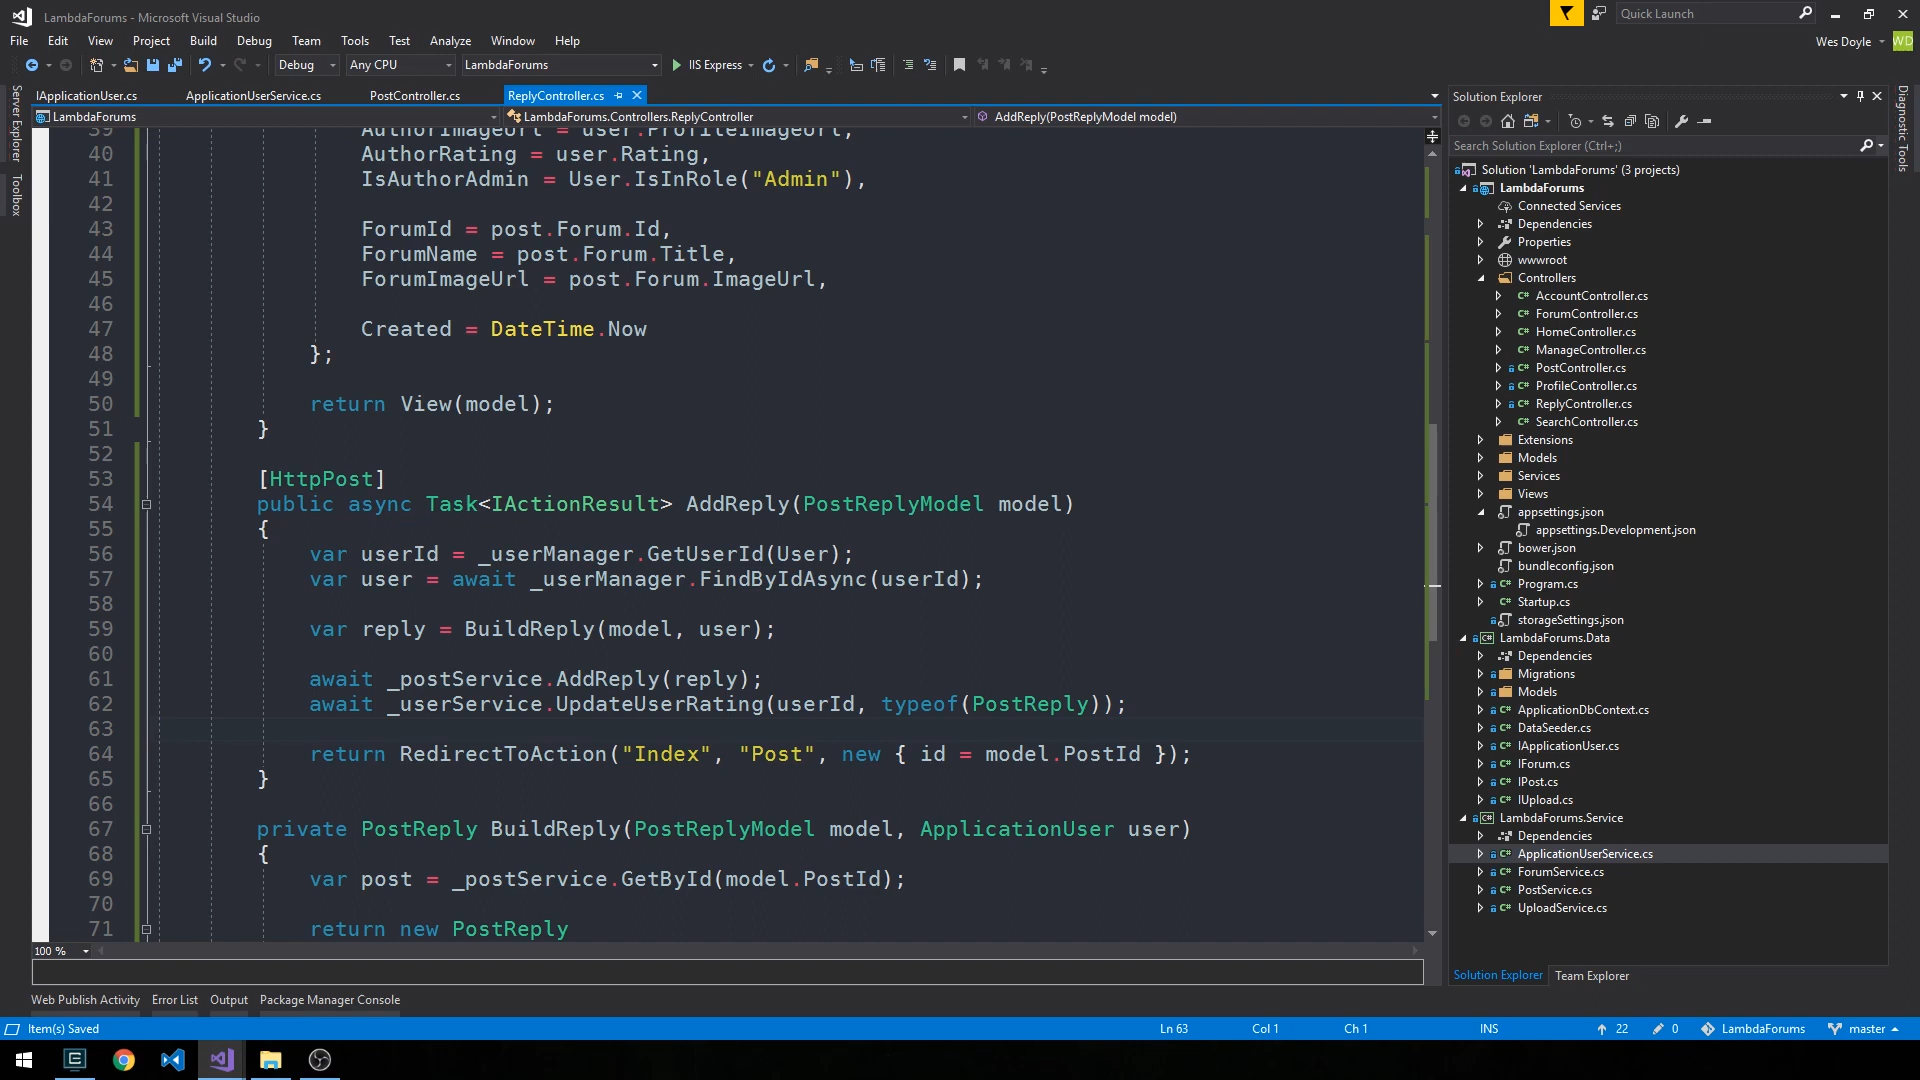 LambdaForums - Microsoft Visual Studio
Quick Launch
File Edit View Project Build Debug Team Tools Test Analyze Window Help
Wes Doyle WD
Debug Any CPU LambdaForums IIS Express
IApplicationUser.cs ApplicationUserService.cs PostController.cs ReplyController.cs
LambdaForums LambdaForums.Controllers.ReplyController AddReply(PostReplyModel model)
Server Explorer
Toolbox
39 AuthorImageUrl = user.ProfileImageUrl,
40 AuthorRating = user.Rating,
41 IsAuthorAdmin = User.IsInRole("Admin"),
42
43 ForumId = post.Forum.Id,
44 ForumName = post.Forum.Title,
45 ForumImageUrl = post.Forum.ImageUrl,
46
47 Created = DateTime.Now
48 };
49
50 return View(model);
51 }
52
53 [HttpPost]
54 public async Task<IActionResult> AddReply(PostReplyModel model)
55 {
56 var userId = _userManager.GetUserId(User);
57 var user = await _userManager.FindByIdAsync(userId);
58
59 var reply = BuildReply(model, user);
60
61 await _postService.AddReply(reply);
62 await _userService.UpdateUserRating(userId, typeof(PostReply));
63
64 return RedirectToAction("Index", "Post", new { id = model.PostId });
65 }
66
67 private PostReply BuildReply(PostReplyModel model, ApplicationUser user)
68 {
69 var post = _postService.GetById(model.PostId);
70
71 return new PostReply
100 %
Solution Explorer
Search Solution Explorer (Ctrl+;)
Solution 'LambdaForums' (3 projects)
LambdaForums
Connected Services
Dependencies
Properties
wwwroot
Controllers
C# AccountController.cs
C# ForumController.cs
C# HomeController.cs
C# ManageController.cs
C# PostController.cs
C# ProfileController.cs
C# ReplyController.cs
C# SearchController.cs
Extensions
Models
Services
Views
appsettings.json
appsettings.Development.json
bower.json
bundleconfig.json
C# Program.cs
C# Startup.cs
storageSettings.json
C# LambdaForums.Data
Dependencies
Migrations
Models
C# ApplicationDbContext.cs
C# DataSeeder.cs
C# IApplicationUser.cs
C# IForum.cs
C# IPost.cs
C# IUpload.cs
C# LambdaForums.Service
Dependencies
C# ApplicationUserService.cs
C# ForumService.cs
C# PostService.cs
C# UploadService.cs
Solution Explorer Team Explorer
Diagnostic Tools
Web Publish Activity Error List Output Package Manager Console
Item(s) Saved Ln 63 Col 1 Ch 1 INS 22 0 LambdaForums master